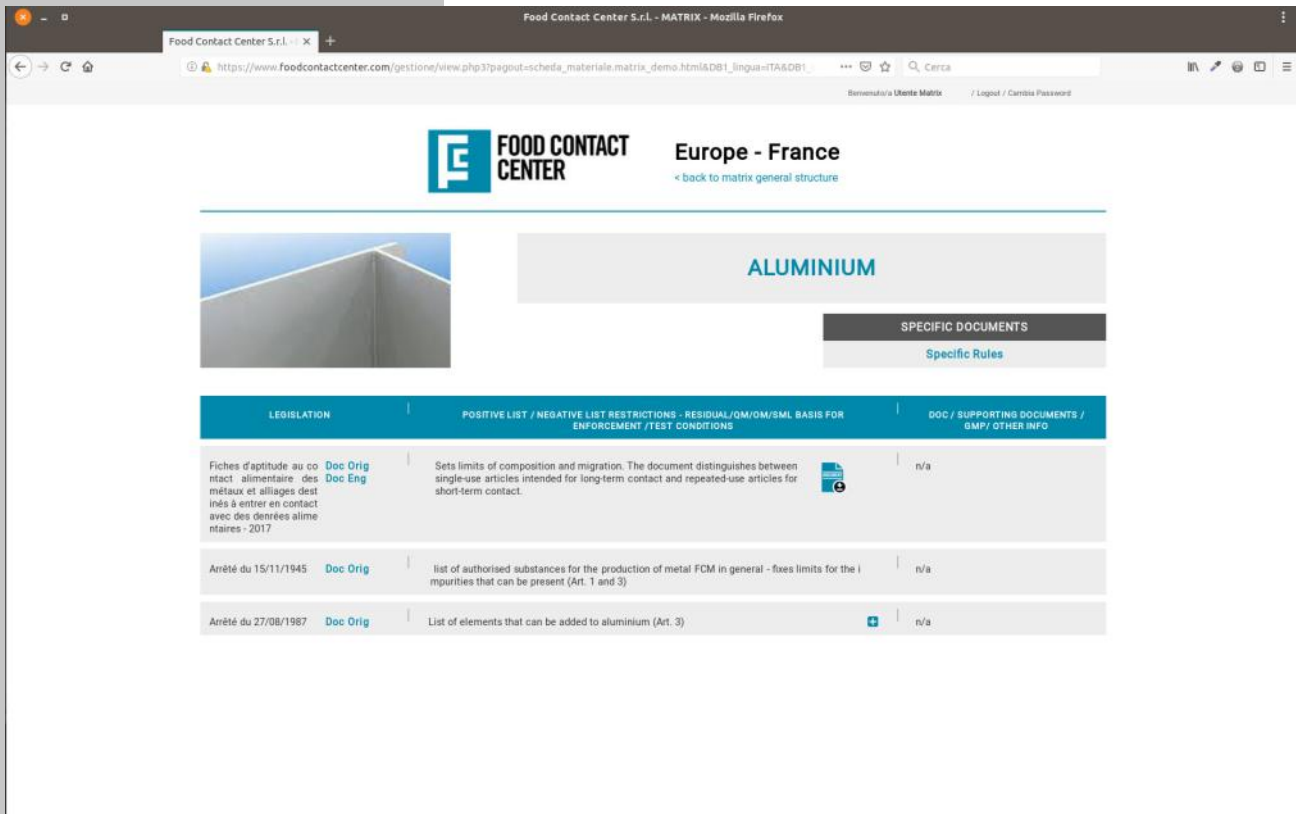 Food Contact Center S.r.l. - MATRIX - Mozilla Firefox
Food Contact Center S.r.l.
https://www.foodcontactcenter.com/gestione/view.php3?pagout=scheda_materiale.matrix_demo.html&DB1_lingua=ITA&DB1_
Cerca
Benvenuto/a Utente Matrix / Logout / Cambia Password
FOOD CONTACT
CENTER
Europe - France
< back to matrix general structure
ALUMINIUM
SPECIFIC DOCUMENTS
Specific Rules
LEGISLATION
POSITIVE LIST / NEGATIVE LIST RESTRICTIONS - RESIDUAL/QM/OM/SML BASIS FOR
ENFORCEMENT /TEST CONDITIONS
DOC / SUPPORTING DOCUMENTS /
GMP/ OTHER INFO
Fiches d'aptitude au co
ntact alimentaire des
métaux et alliages dest
inés à entrer en contact
avec des denrées alime
ntaires - 2017
Doc Orig
Doc Eng
Sets limits of composition and migration. The document distinguishes between
single-use articles intended for long-term contact and repeated-use articles for
short-term contact.
n/a
Arrêté du 15/11/1945
Doc Orig
list of authorised substances for the production of metal FCM in general - fixes limits for the i
mpurities that can be present (Art. 1 and 3)
n/a
Arrêté du 27/08/1987
Doc Orig
List of elements that can be added to aluminium (Art. 3)
n/a